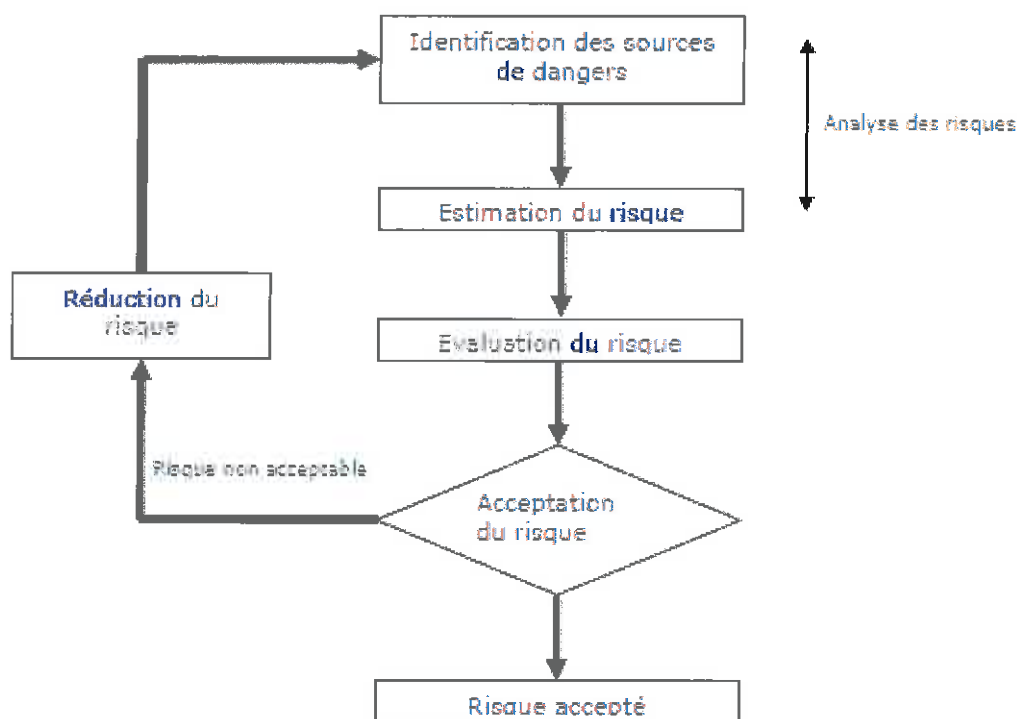 Identification des sources
de dangers
Analyse des risques
Estimation du risque
Réduction du
risque
Evaluation du risque
Risque non acceptable
Acceptation
du risque
Risque accepté